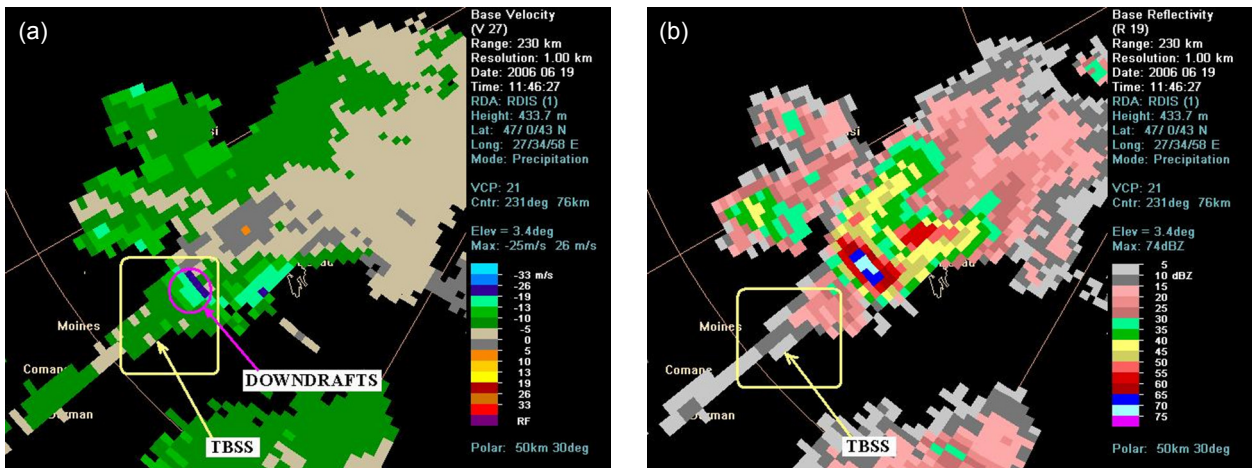 (a)
Base Velocity
(V 27)
Range: 230 km
Resolution: 1.00 km
Date: 2006 06 19
Time: 11:46:27
RDA: RDIS (1)
Height: 433.7 m
Lat: 47/ 0/43 N
Long: 27/34/58 E
Mode: Precipitation
VCP: 21
Cntr: 231deg 76km
Elev = 3.4deg
Max: -25m/s 26 m/s
-33 m/s
-26
-19
-13
-10
-5
0
5
10
13
19
26
33
RF
Polar: 50km 30deg
Moines
DOWNDRAFTS
TBSS
(b)
Base Reflectivity
(R 19)
Range: 230 km
Resolution: 1.00 km
Date: 2006 06 19
Time: 11:46:27
RDA: RDIS (1)
Height: 433.7 m
Lat: 47/ 0/43 N
Long: 27/34/58 E
Mode: Precipitation
VCP: 21
Cntr: 231deg 76km
Elev = 3.4deg
Max: 74dBZ
5
10 dBZ
15
20
25
30
35
40
45
50
55
60
65
70
75
Polar: 50km 30deg
Moines
TBSS